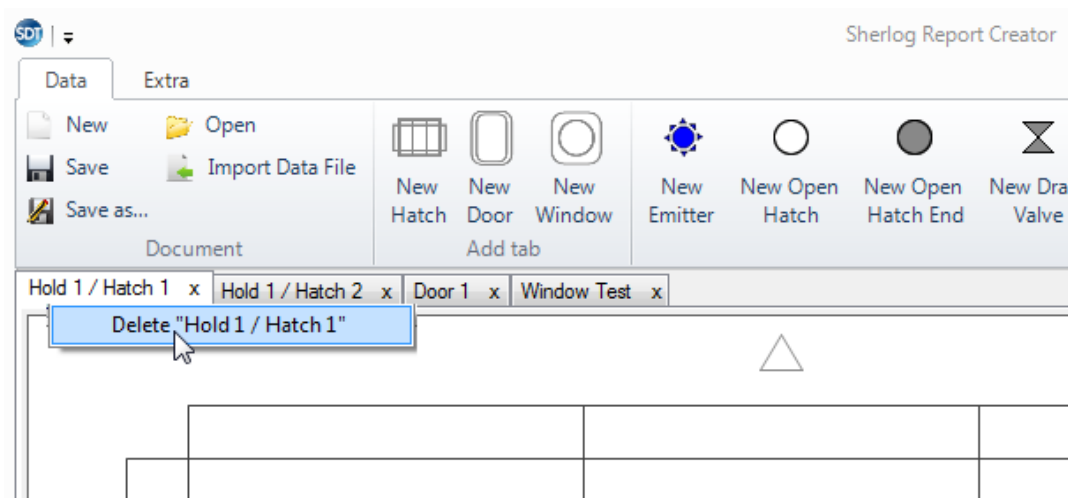 SDT
Sherlog Report Creator
Data Extra
New Open
Save Import Data File
Save as...
New Hatch
New Door
New Window
New Emitter
New Open Hatch
New Open Hatch End
New Dra
Valve
Document
Add tab
Hold 1 / Hatch 1 x Hold 1 / Hatch 2 x Door 1 x Window Test x
Delete "Hold 1 / Hatch 1"